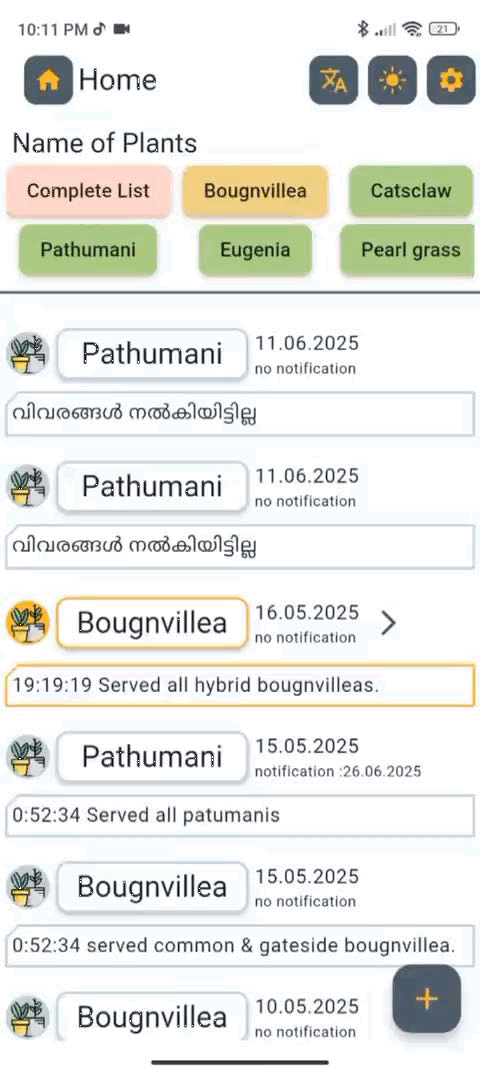 10:11 PM
21
Home
Name of Plants
Complete List
Bougnvillea
Catsclaw
Pathumani
Eugenia
Pearl grass
Pathumani
11.06.2025
no notification
വിവരങ്ങൾ നൽകിയിട്ടില്ല
Pathumani
11.06.2025
no notification
വിവരങ്ങൾ നൽകിയിട്ടില്ല
Bougnvillea
16.05.2025
no notification
19:19:19 Served all hybrid bougnvilleas.
Pathumani
15.05.2025
notification :26.06.2025
0:52:34 Served all patumanis
Bougnvillea
15.05.2025
no notification
0:52:34 served common & gateside bougnvillea.
Bougnvillea
10.05.2025
no notification